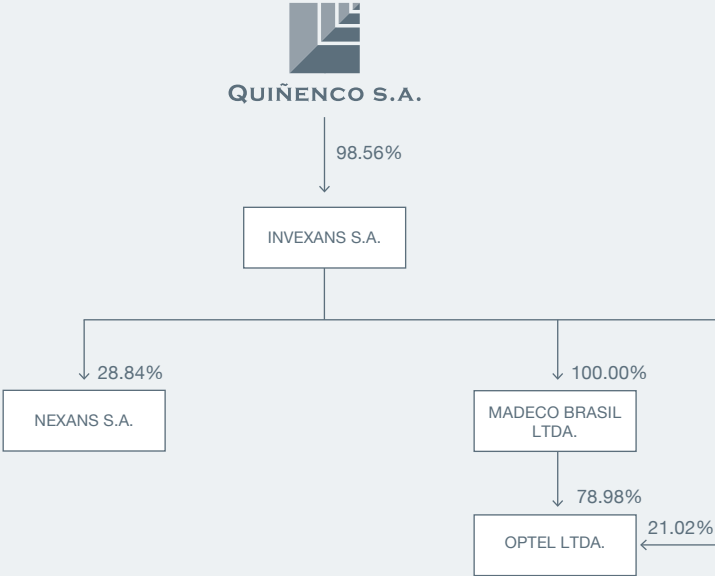 QUIÑENCO S.A.
98.56%
INVEXANS S.A.
28.84%
100.00%
NEXANS S.A.
MADECO BRASIL
LTDA.
78.98%
OPTEL LTDA.
21.02%